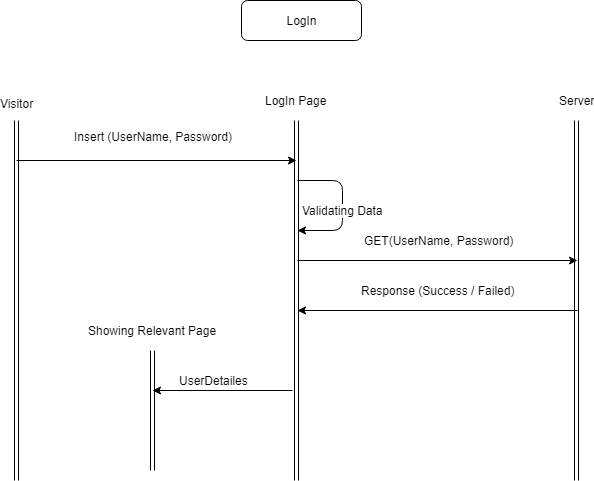 LogIn
Visitor
LogIn Page
Server
Insert (UserName, Password)
Validating Data
GET(UserName, Password)
Response (Success / Failed)
Showing Relevant Page
UserDetailes